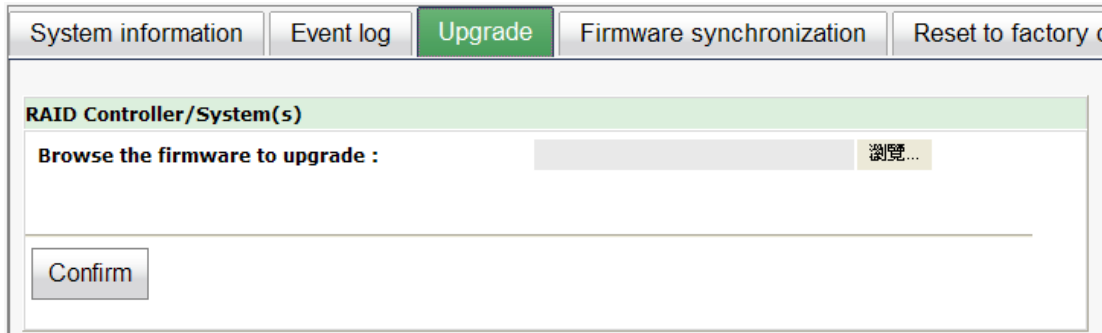 System information Event log Upgrade Firmware synchronization Reset to factory
RAID Controller/System(s)
Browse the firmware to upgrade : 瀏覽...
Confirm